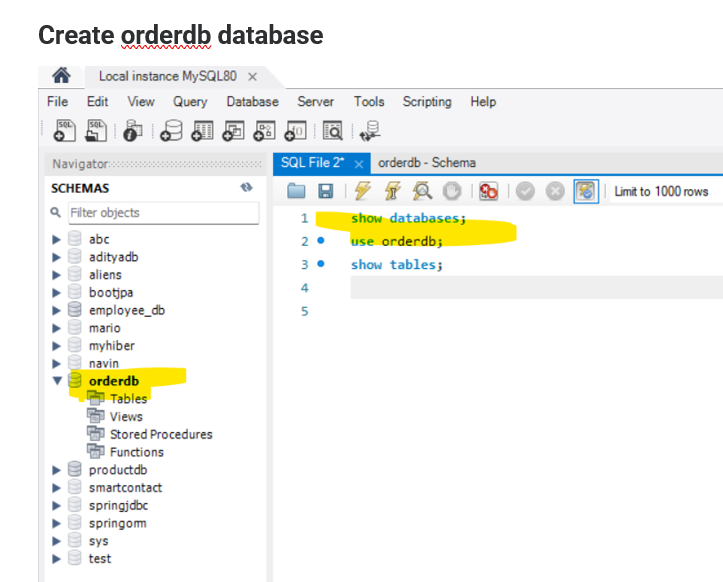 Create orderdb database
Local instance MySQL80 ×
File Edit View Query Database Server Tools Scripting Help
SQL SQL
Navigator
SCHEMAS
Filter objects
abc
adityadb
aliens
bootjpa
employee_db
mario
myhiber
navin
orderdb
Tables
Views
Stored Procedures
Functions
productdb
smartcontact
springjdbc
springorm
sys
test
SQL File 2* × orderdb - Schema
Limit to 1000 rows
1 show databases;
2 use orderdb;
3 show tables;
4
5